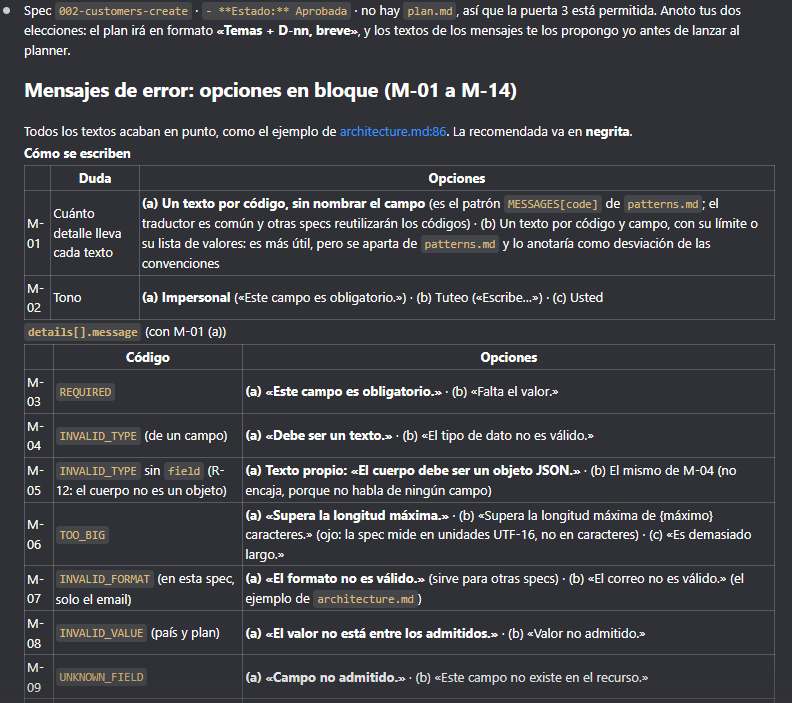 Spec 002-customers-create · - **Estado:** Aprobada · no hay plan.md, así que la puerta 3 está permitida. Anoto tus dos
elecciones: el plan irá en formato «Temas + D-nn, breve», y los textos de los mensajes te los propongo yo antes de lanzar al
planner.
Mensajes de error: opciones en bloque (M-01 a M-14)
Todos los textos acaban en punto, como el ejemplo de architecture.md:86. La recomendada va en negrita.
Cómo se escriben
Duda Opciones
M-01 Cuánto detalle lleva cada texto (a) Un texto por código, sin nombrar el campo (es el patrón MESSAGES[code] de patterns.md; el
traductor es común y otras specs reutilizarán los códigos) · (b) Un texto por código y campo, con su límite o
su lista de valores: es más útil, pero se aparta de patterns.md y lo anotaría como desviación de las
convenciones
M-02 Tono (a) Impersonal («Este campo es obligatorio.») · (b) Tuteo («Escribe...») · (c) Usted
details[].message (con M-01 (a))
Código Opciones
M-03 REQUIRED (a) «Este campo es obligatorio.» · (b) «Falta el valor.»
M-04 INVALID_TYPE (de un campo) (a) «Debe ser un texto.» · (b) «El tipo de dato no es válido.»
M-05 INVALID_TYPE sin field (R-12: el cuerpo no es un objeto) (a) Texto propio: «El cuerpo debe ser un objeto JSON.» · (b) El mismo de M-04 (no
encaja, porque no habla de ningún campo)
M-06 TOO_BIG (a) «Supera la longitud máxima.» · (b) «Supera la longitud máxima de {máximo}
caracteres.» (ojo: la spec mide en unidades UTF-16, no en caracteres) · (c) «Es demasiado
largo.»
M-07 INVALID_FORMAT (en esta spec, solo el email) (a) «El formato no es válido.» (sirve para otras specs) · (b) «El correo no es válido.» (el
ejemplo de architecture.md)
M-08 INVALID_VALUE (país y plan) (a) «El valor no está entre los admitidos.» · (b) «Valor no admitido.»
M-09 UNKNOWN_FIELD (a) «Campo no admitido.» · (b) «Este campo no existe en el recurso.»